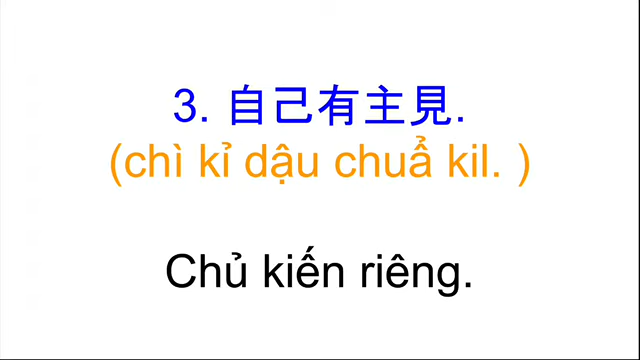 3. 自己有主見.
(chì kỉ dậu chuẩ kil. )
Chủ kiến riêng.